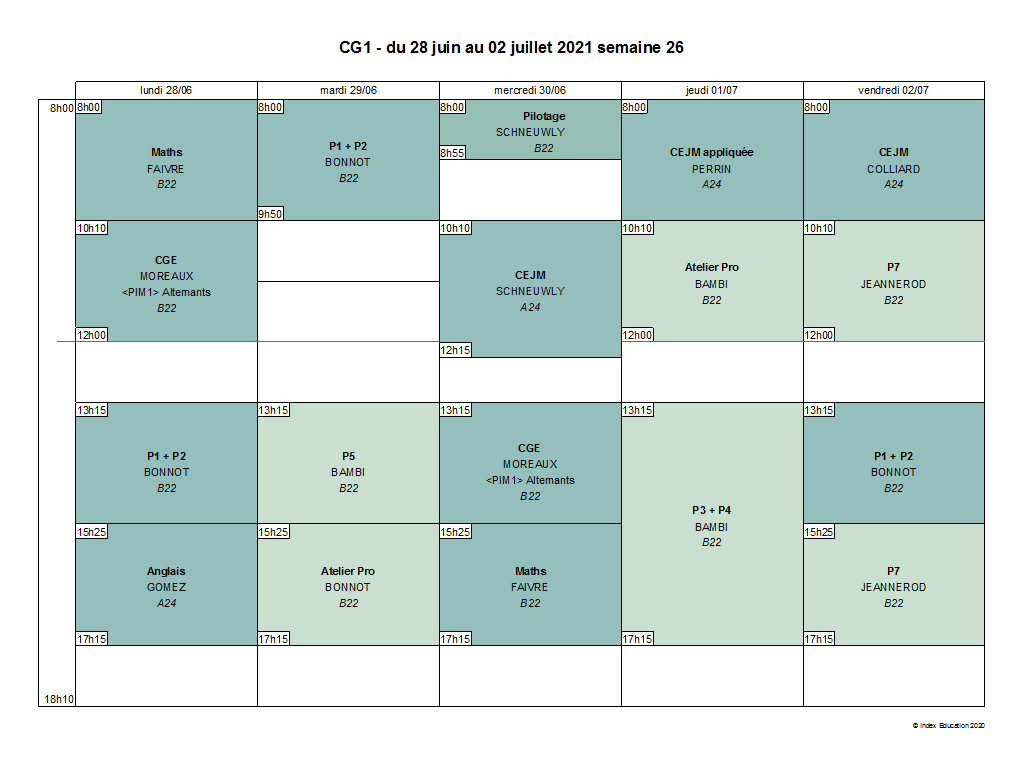 CG1 - du 28 juin au 02 juillet 2021 semaine 26
lundi 28/06
mardi 29/06
mercredi 30/06
jeudi 01/07
vendredi 02/07
8h00
8h00
Maths
FAIVRE
B22
8h00
P1 + P2
BONNOT
B22
9h50
8h00
Pilotage
SCHNEUWLY
B22
8h55
8h00
CEJM appliquée
PERRIN
A24
8h00
CEJM
COLLIARD
A24
10h10
CGE
MOREAUX
<PIM1> Alternants
B22
12h00
10h10
CEJM
SCHNEUWLY
A24
12h15
10h10
Atelier Pro
BAMBI
B22
12h00
10h10
P7
JEANNEROD
B22
12h00
13h15
P1 + P2
BONNOT
B22
13h15
P5
BAMBI
B22
13h15
CGE
MOREAUX
<PIM1> Alternants
B22
13h15
P3 + P4
BAMBI
B22
17h15
13h15
P1 + P2
BONNOT
B22
15h25
Anglais
GOMEZ
A24
17h15
15h25
Atelier Pro
BONNOT
B22
17h15
15h25
Maths
FAIVRE
B22
17h15
15h25
P7
JEANNEROD
B22
17h15
18h10
© Index Education 2020